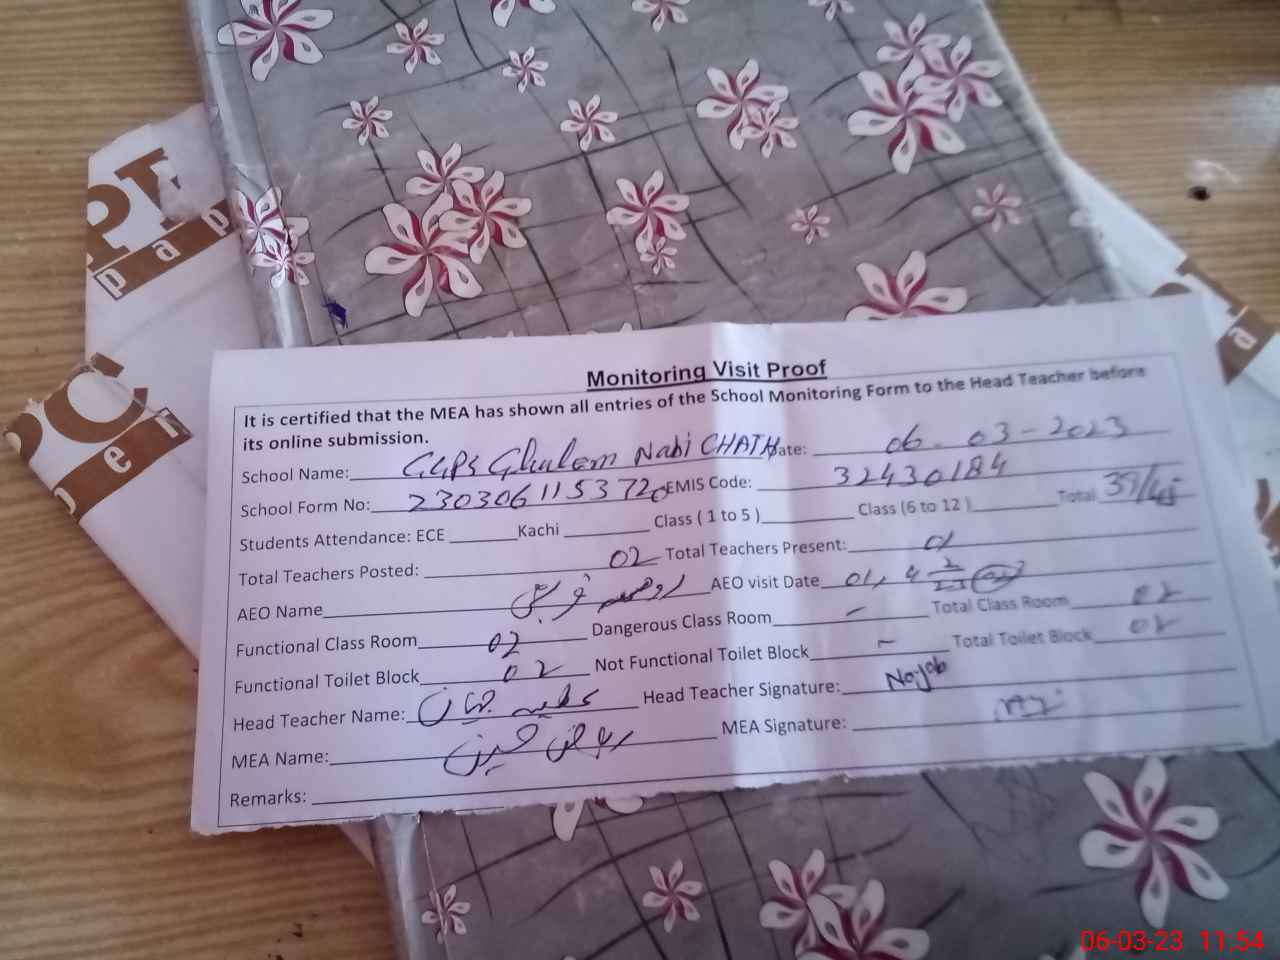 Monitoring Visit Proof
It is certified that the MEA has shown all entries of the School Monitoring Form to the Head Teacher before
its online submission.
School Name: GGPS Ghulam Nabi CHATH Date: 06-03-2023
School Form No: 230306115372 EMIS Code: 32430184
Students Attendance: ECE Kachi Class ( 1 to 5 ) Class (6 to 12 ) Total 39/45
Total Teachers Posted: 02 Total Teachers Present: 01
AEO Name AEO visit Date 01,
Functional Class Room 02 Dangerous Class Room – Total Class Room 02
Functional Toilet Block 02 Not Functional Toilet Block – Total Toilet Block 02
Head Teacher Name: Head Teacher Signature:
MEA Name: روشن حسین MEA Signature:
Remarks:
06-03-23 11:54